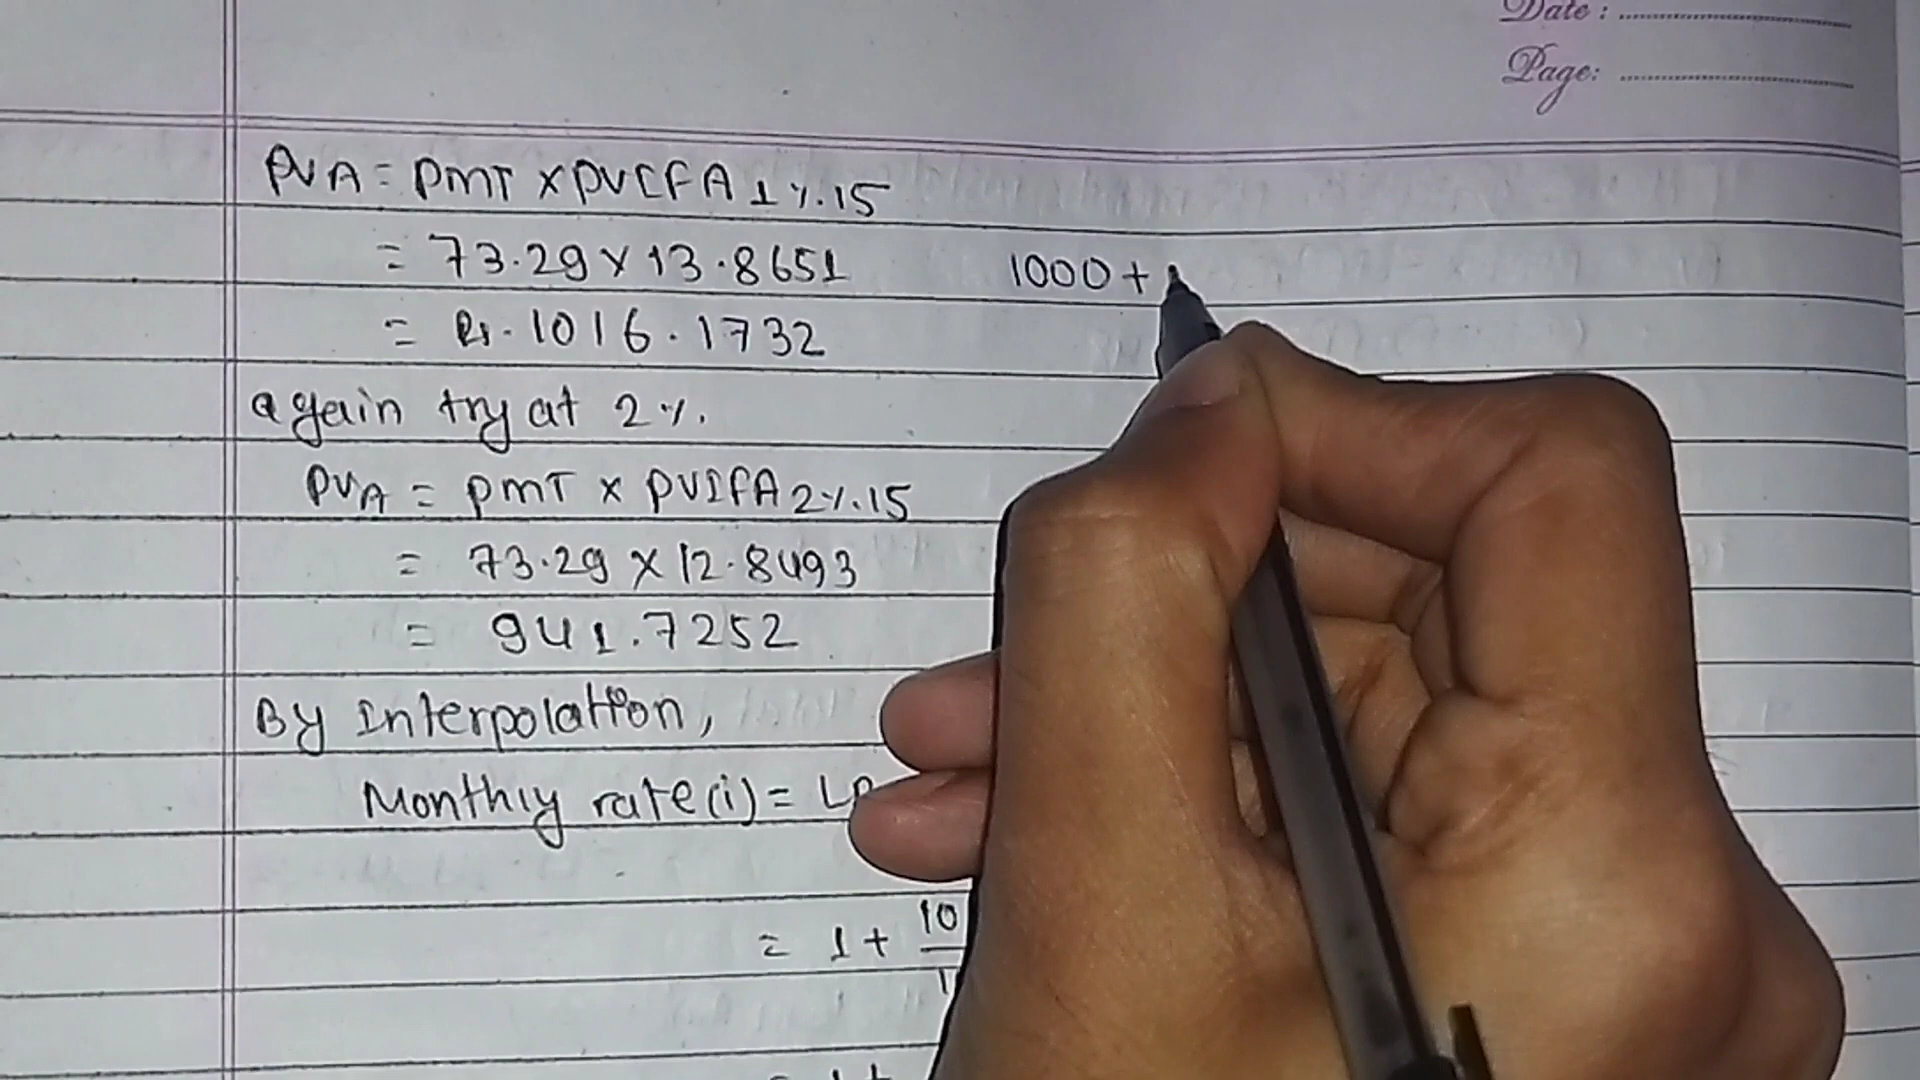 Date :
Page:
PVA = PMT x PVIFA 1%.15
= 73.29 x 13.8651
1000 +
= Rs. 1016.1732
again try at 2%.
PVA = PMT x PVIFA 2%.15
= 73.29 x 12.8493
= 941.7252
By Interpolation,
Monthly rate (i) =
= 1 + 10